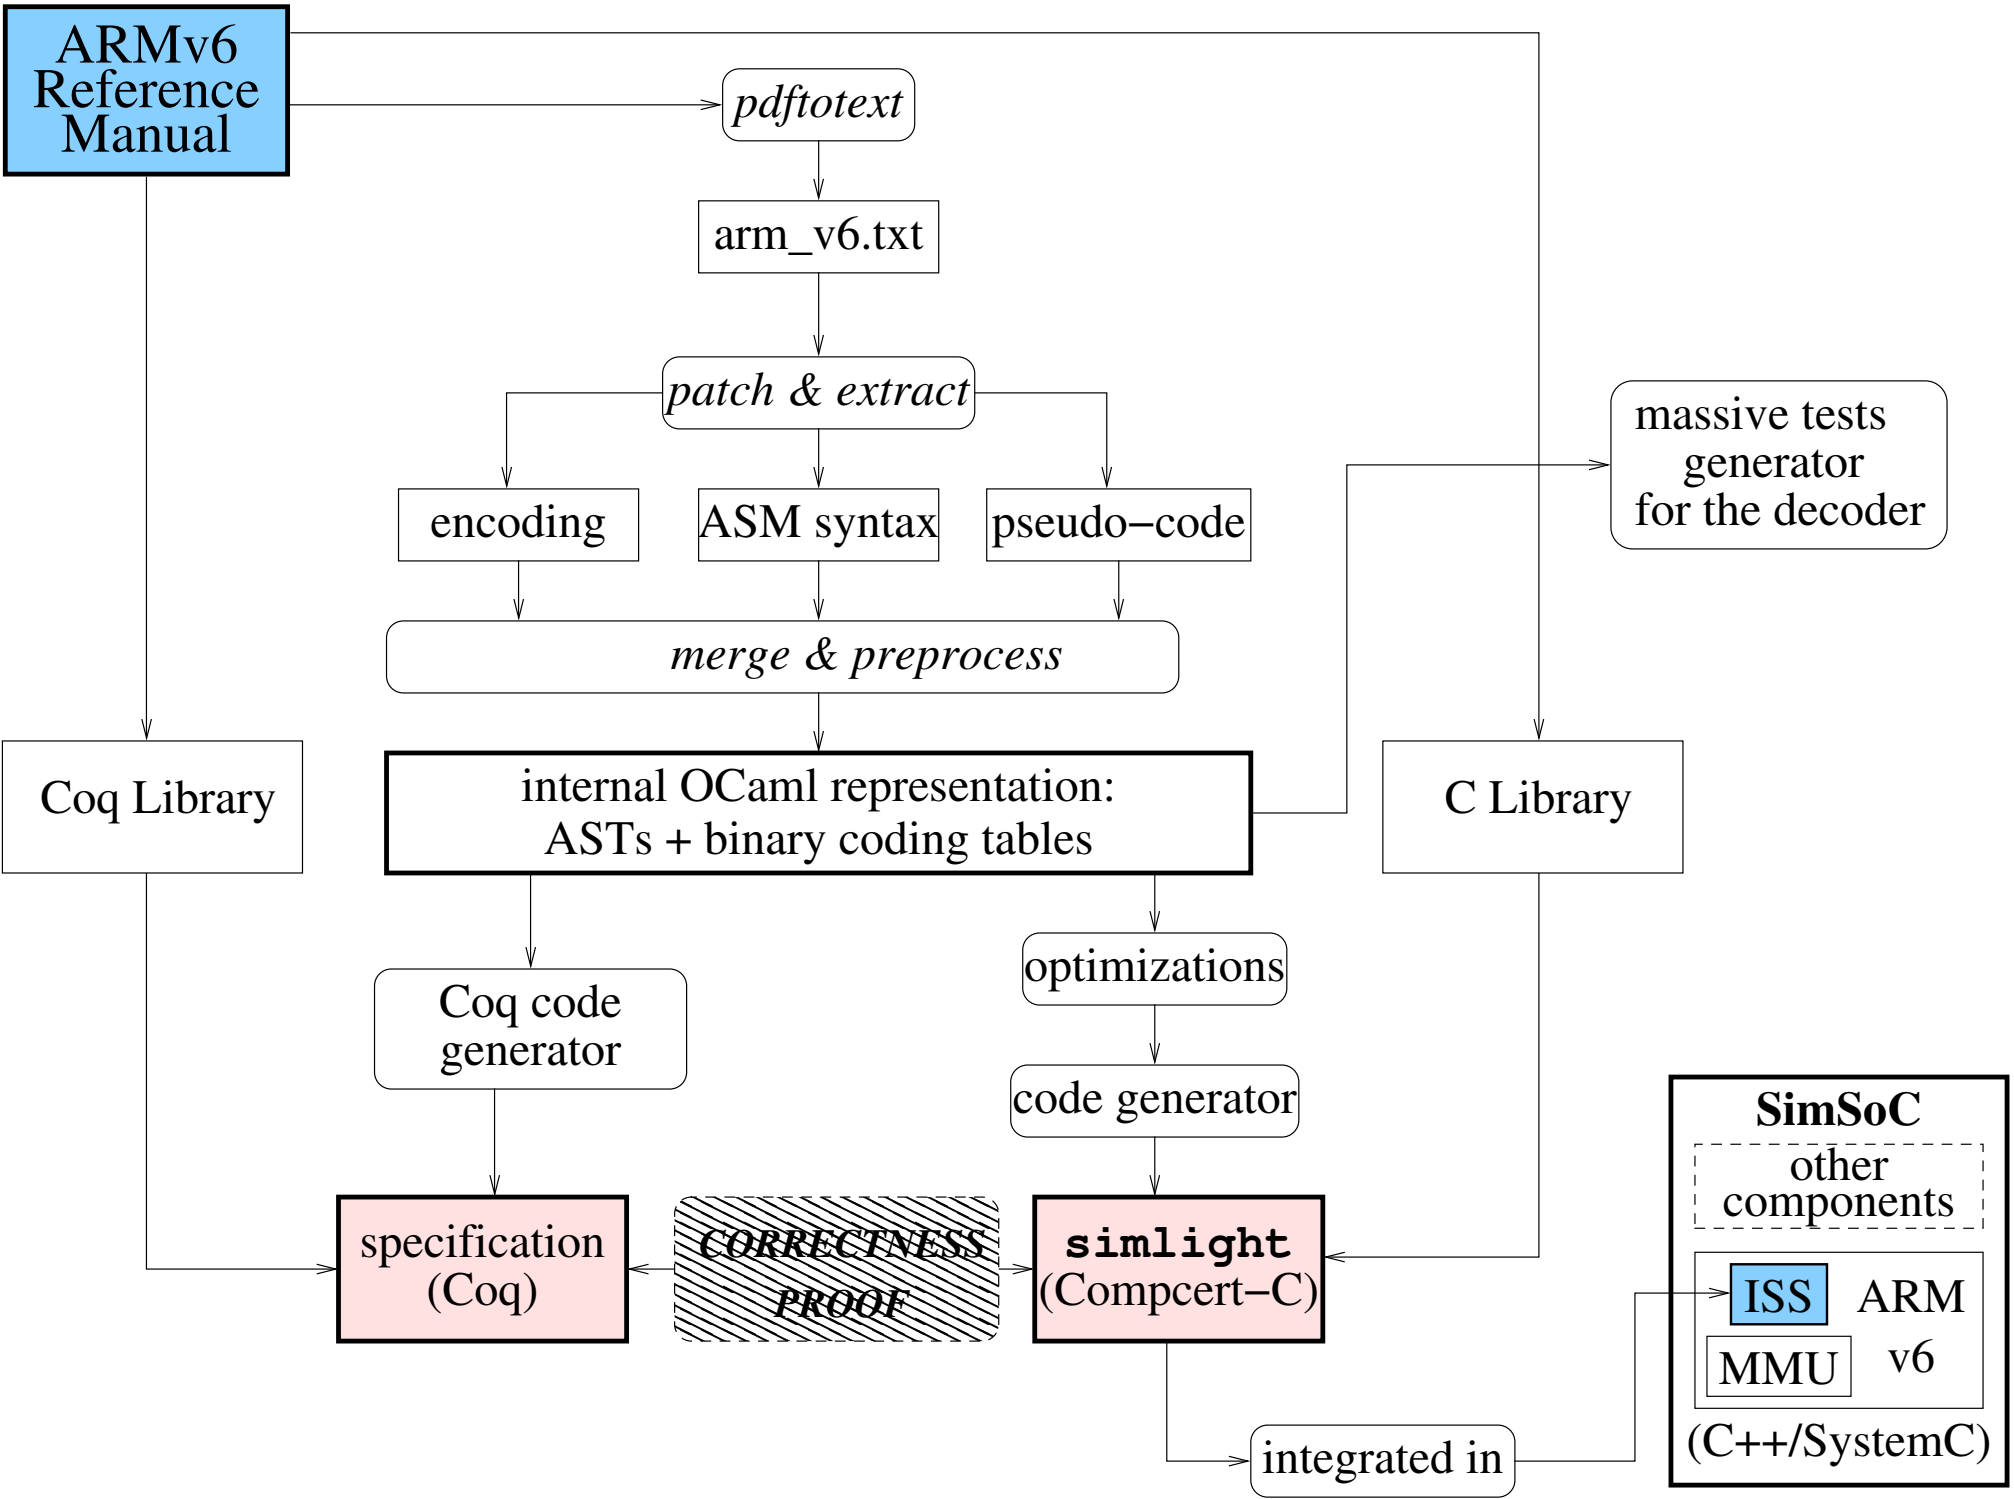 ARMv6
Reference
Manual
pdftotext
arm_v6.txt
patch & extract
massive tests
generator
for the decoder
encoding
ASM syntax
pseudo−code
merge & preprocess
Coq Library
internal OCaml representation:
ASTs + binary coding tables
C Library
optimizations
Coq code
generator
code generator
specification
(Coq)
CORRECTNESS
PROOF
simlight
(Compcert−C)
SimSoC
other
components
ISS
ARM
v6
MMU
(C++/SystemC)
integrated in